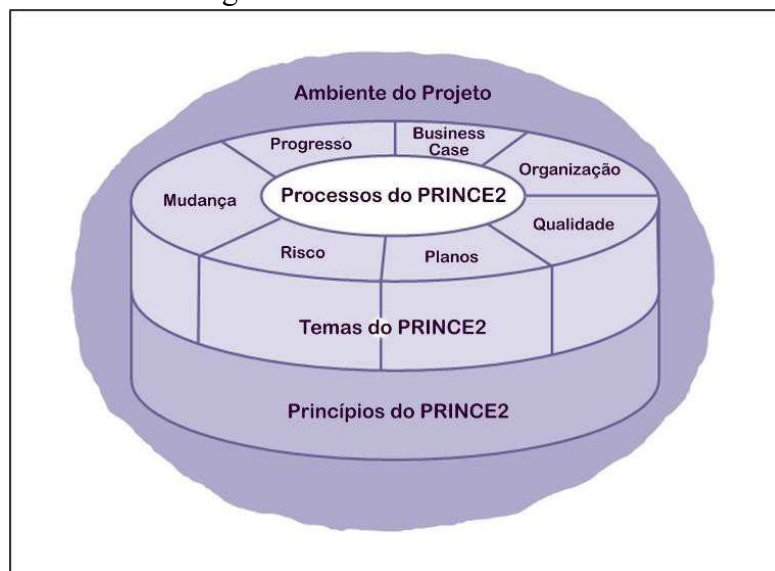 Ambiente do Projeto
Progresso
Business
Case
Organização
Mudança
Processos do PRINCE2
Qualidade
Risco
Planos
Temas do PRINCE2
Princípios do PRINCE2